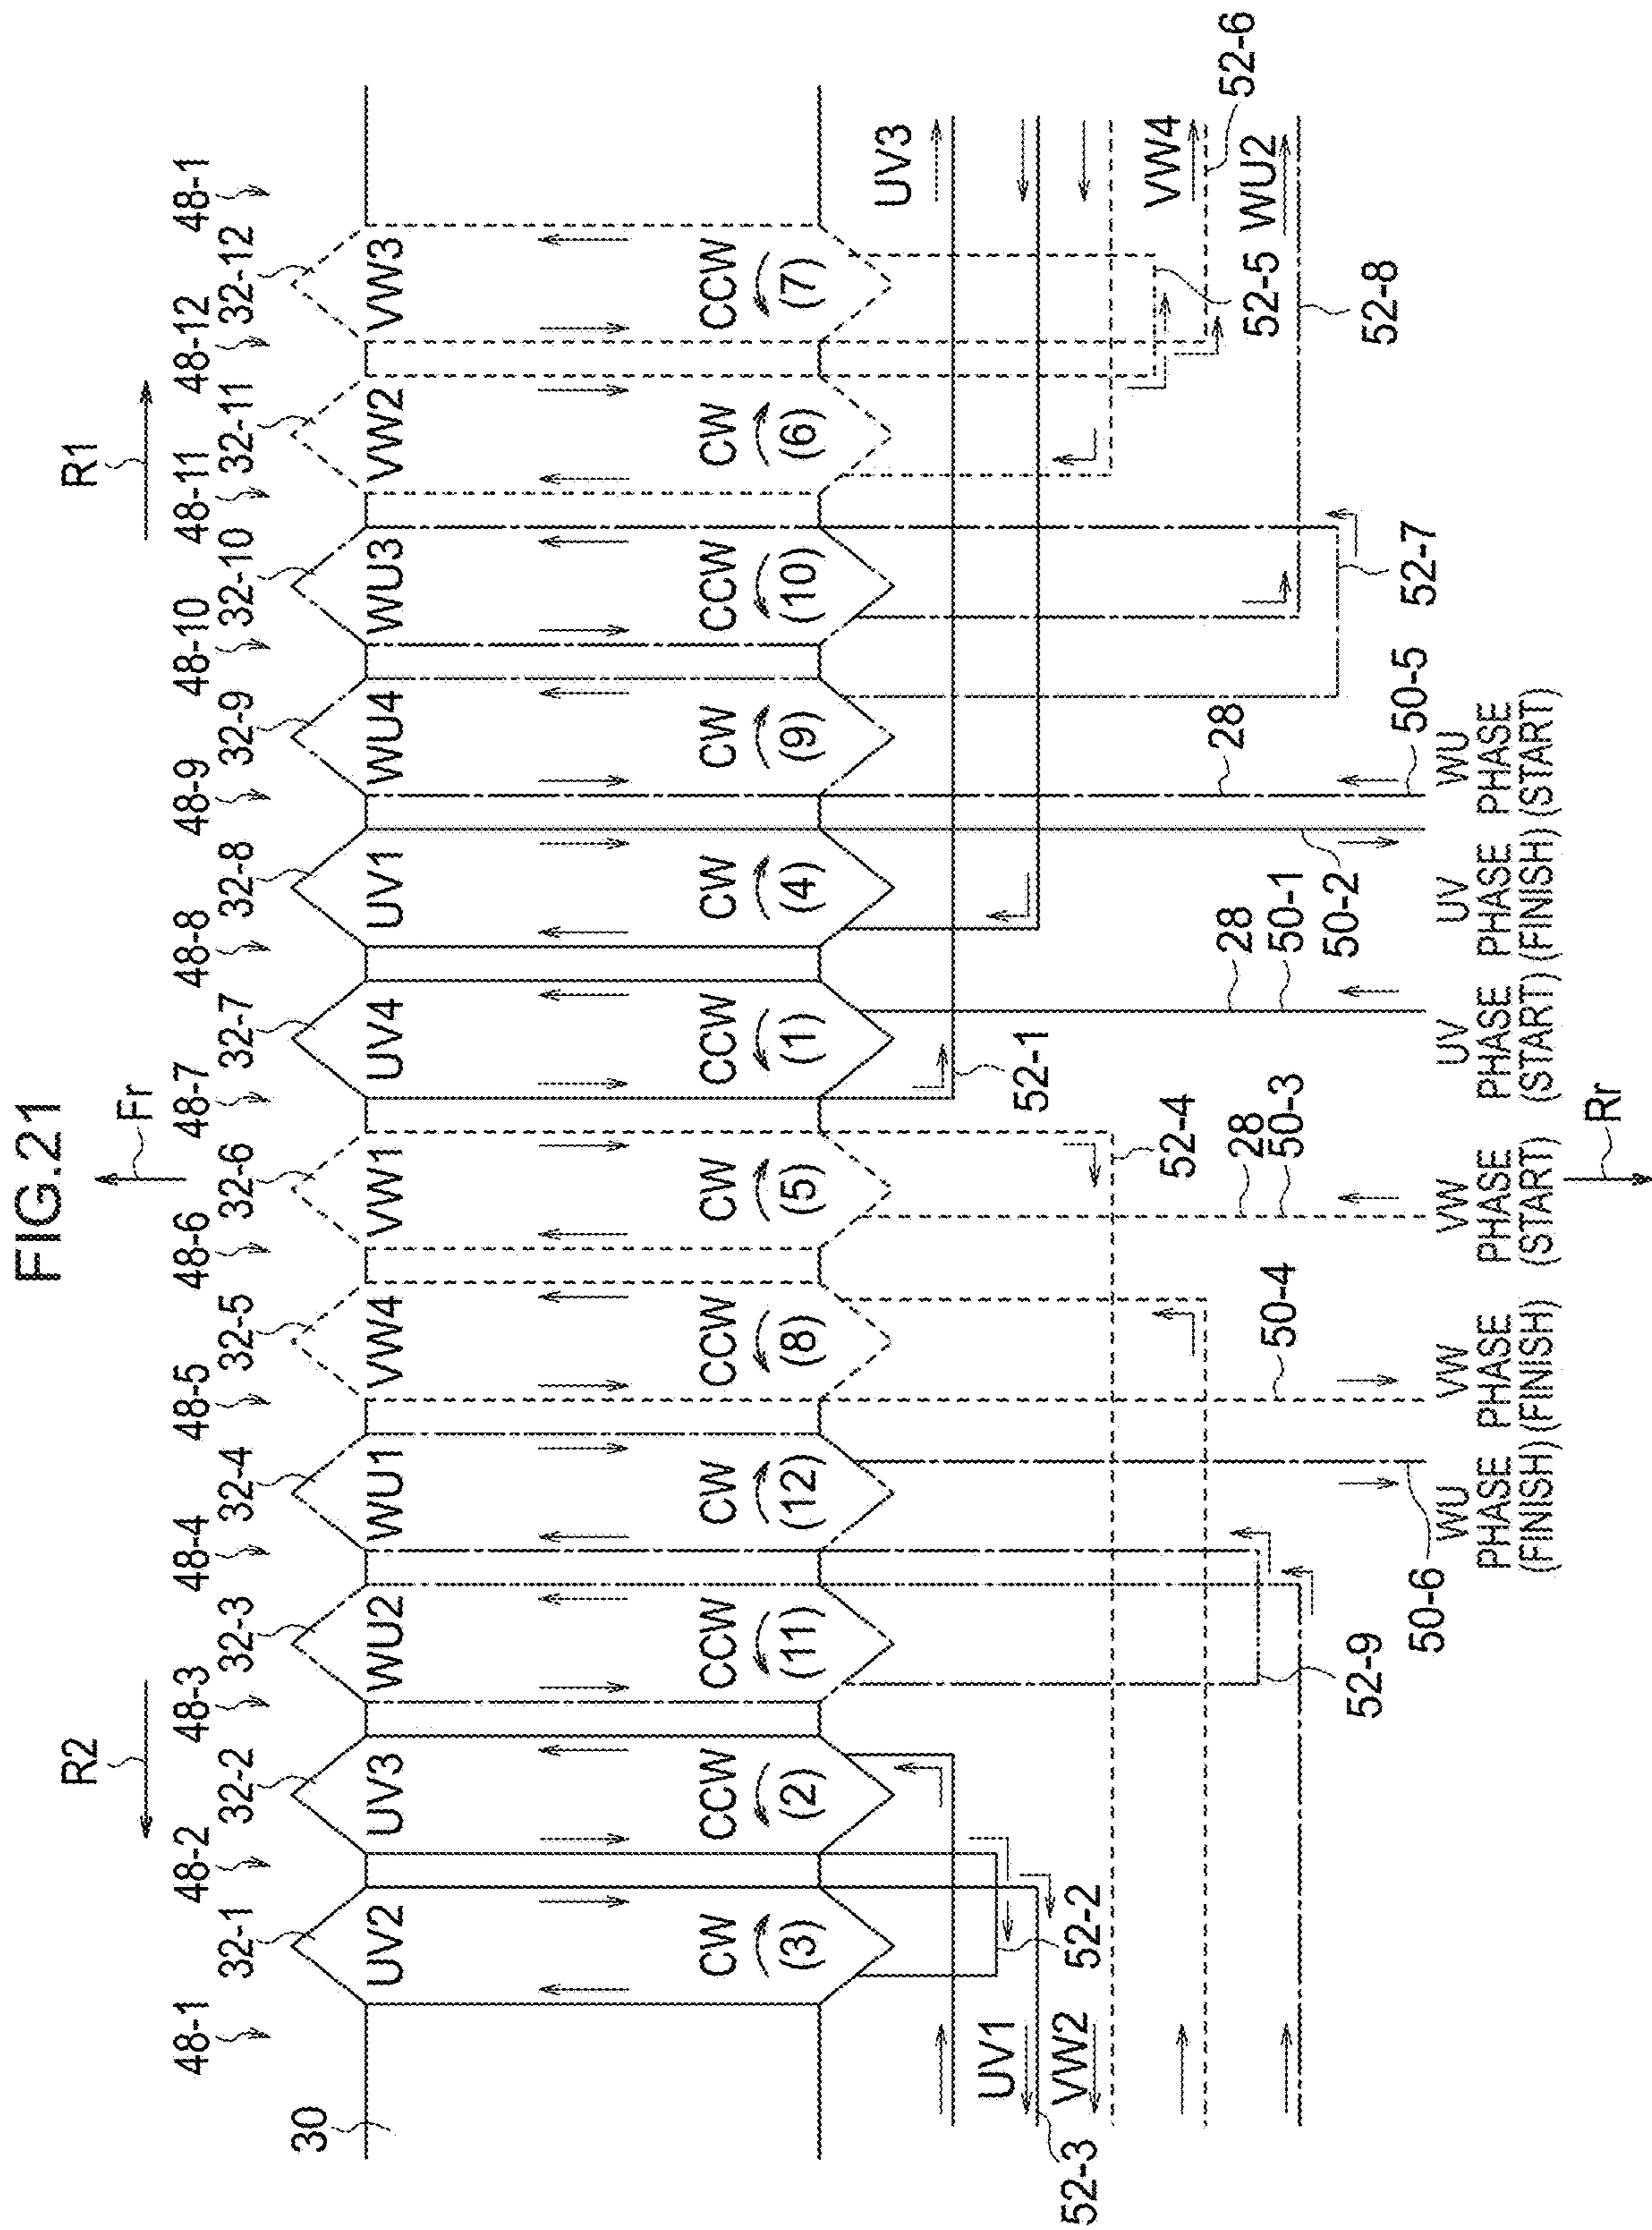 FIG.21
R2
Fr
R1
48-1
48-2
48-3
48-4
48-5
48-6
48-7
48-8
48-9
48-10
48-11
48-12
48-1
32-1
32-2
32-3
32-4
32-5
32-6
32-7
32-8
32-9
32-10
32-11
32-12
30
UV2
UV3
WU2
WU1
VW4
VW1
UV4
UV1
WU4
WU3
VW2
VW3
CW
CCW
CCW
CW
CCW
CW
CCW
CW
CW
CCW
CW
CCW
(3)
(2)
(11)
(12)
(8)
(5)
(1)
(4)
(9)
(10)
(6)
(7)
UV3
UV1
VW2
VW4
WU2
52-3
52-2
52-1
52-4
52-5
52-6
52-9
52-7
52-8
50-6
50-4
28
50-3
28
50-1
50-2
28
50-5
WU
PHASE
(FINISH)
VW
PHASE
(FINISH)
VW
PHASE
(START)
UV
PHASE
(START)
UV
PHASE
(FINISH)
WU
PHASE
(START)
Rr